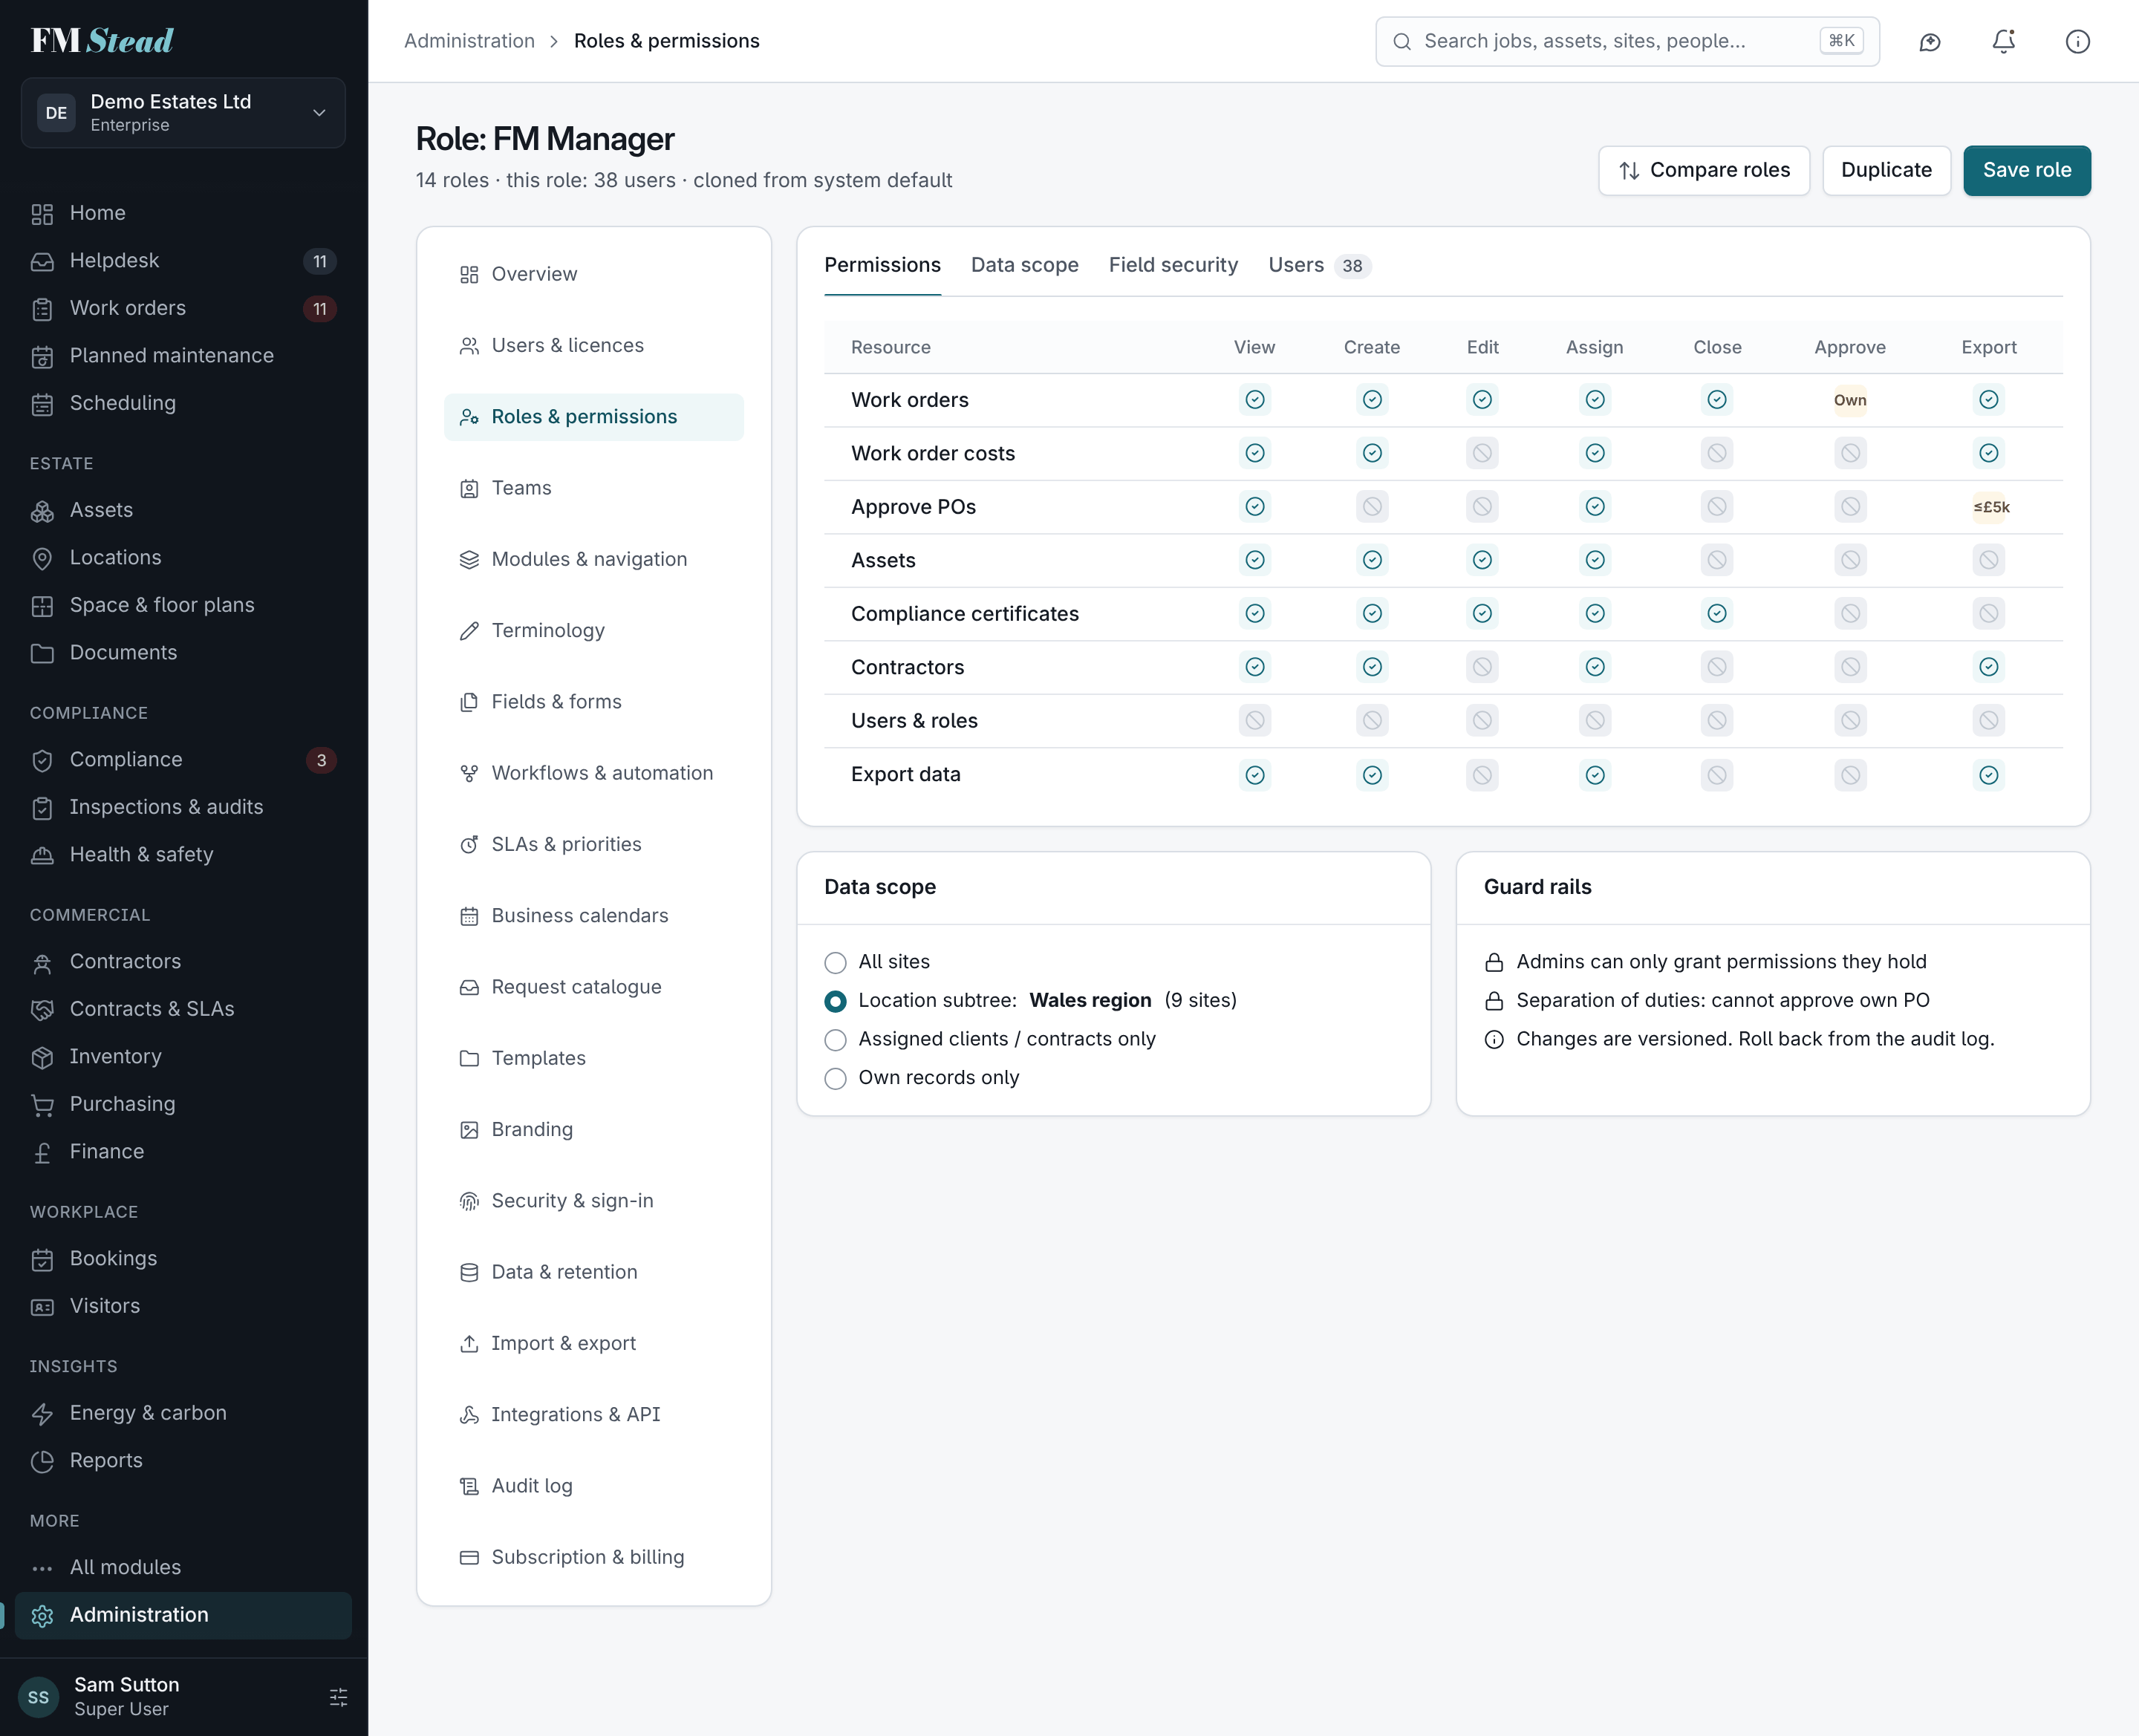 FM Stead
DE
Demo Estates Ltd
Enterprise
Home
Helpdesk 11
Work orders 11
Planned maintenance
Scheduling
ESTATE
Assets
Locations
Space & floor plans
Documents
COMPLIANCE
Compliance 3
Inspections & audits
Health & safety
COMMERCIAL
Contractors
Contracts & SLAs
Inventory
Purchasing
Finance
WORKPLACE
Bookings
Visitors
INSIGHTS
Energy & carbon
Reports
MORE
All modules
Administration
SS
Sam Sutton
Super User
Administration > Roles & permissions
Search jobs, assets, sites, people... ⌘K
Role: FM Manager
14 roles · this role: 38 users · cloned from system default
Compare roles
Duplicate
Save role
Overview
Users & licences
Roles & permissions
Teams
Modules & navigation
Terminology
Fields & forms
Workflows & automation
SLAs & priorities
Business calendars
Request catalogue
Templates
Branding
Security & sign-in
Data & retention
Import & export
Integrations & API
Audit log
Subscription & billing
Permissions Data scope Field security Users 38
Resource View Create Edit Assign Close Approve Export
Work orders Own
Work order costs
Approve POs ≤£5k
Assets
Compliance certificates
Contractors
Users & roles
Export data
Data scope
All sites
Location subtree: Wales region (9 sites)
Assigned clients / contracts only
Own records only
Guard rails
Admins can only grant permissions they hold
Separation of duties: cannot approve own PO
Changes are versioned. Roll back from the audit log.